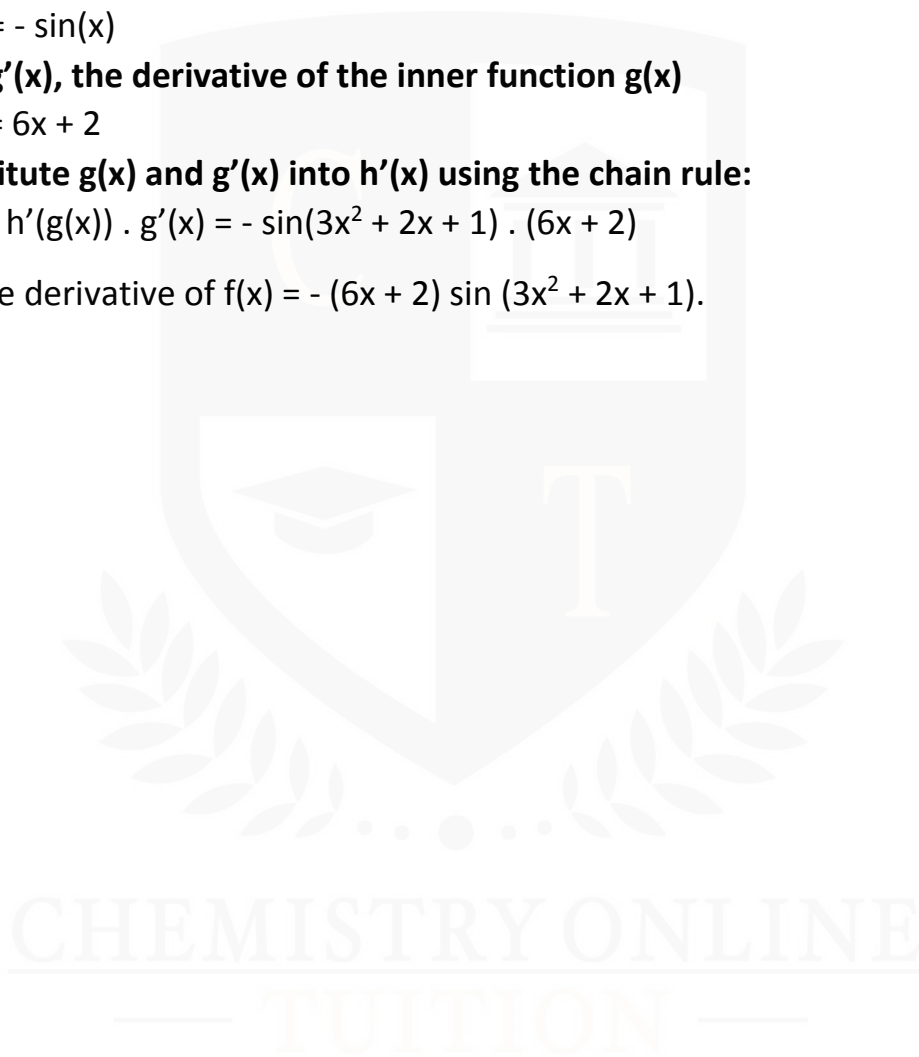 = - sin(x)
g’(x), the derivative of the inner function g(x)
= 6x + 2
itute g(x) and g’(x) into h’(x) using the chain rule:
h’(g(x)) . g’(x) = - sin(3x² + 2x + 1) . (6x + 2)
e derivative of f(x) = - (6x + 2) sin (3x² + 2x + 1).
C
T
CHEMISTRY ONLINE
— TUITION —